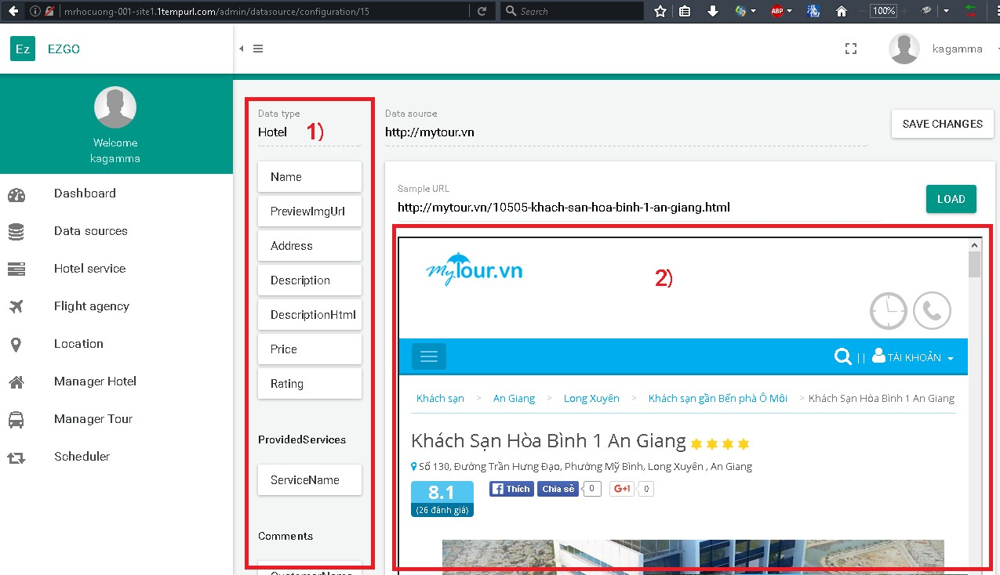 mrhocuong-001-site1.1tempurl.com/admin/datasource/configuration/15
Search
ABP
100%
Ez
EZGO
kagamma
Welcome
kagamma
Dashboard
Data sources
Hotel service
Flight agency
Location
Manager Hotel
Manager Tour
Scheduler
Data type
Hotel
1)
Name
PreviewImgUrl
Address
Description
DescriptionHtml
Price
Rating
ProvidedServices
ServiceName
Comments
CustomerName
Data source
http://mytour.vn
SAVE CHANGES
Sample URL
http://mytour.vn/10505-khach-san-hoa-binh-1-an-giang.html
LOAD
myTour.vn
2)
|| TÀI KHOẢN
Khách sạn > An Giang > Long Xuyên > Khách sạn gần Bến phà Ô Môi > Khách Sạn Hòa Bình 1 An Giang
Khách Sạn Hòa Bình 1 An Giang
Số 130, Đường Trần Hưng Đạo, Phường Mỹ Bình, Long Xuyên , An Giang
8.1
(26 đánh giá)
Thích Chia sẻ 0 G+1 0